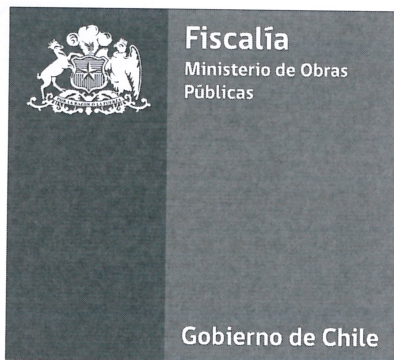 Fiscalía
Ministerio de Obras
Públicas
Gobierno de Chile